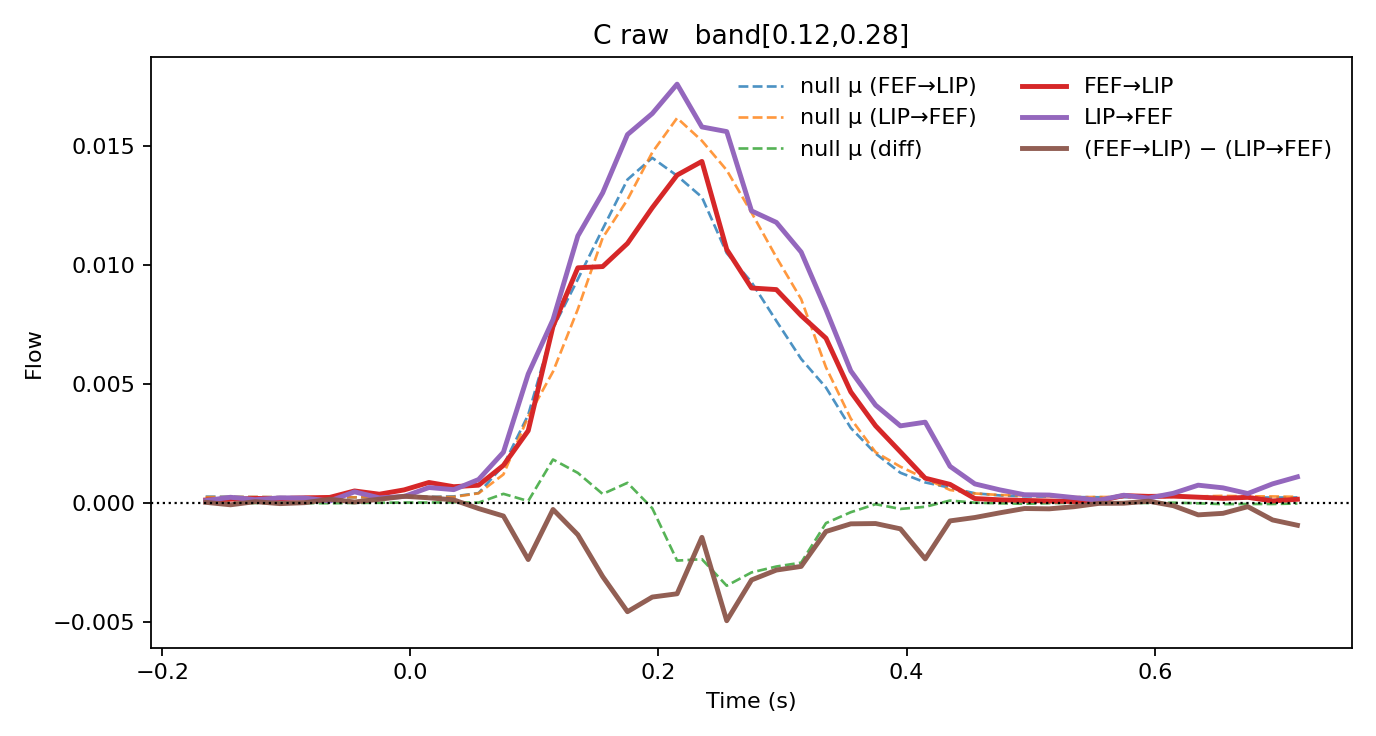 C raw   band[0.12,0.28]
null μ (FEF→LIP)
null μ (LIP→FEF)
null μ (diff)
FEF→LIP
LIP→FEF
(FEF→LIP) − (LIP→FEF)
Flow
0.015
0.010
0.005
0.000
−0.005
−0.2
0.0
0.2
0.4
0.6
Time (s)